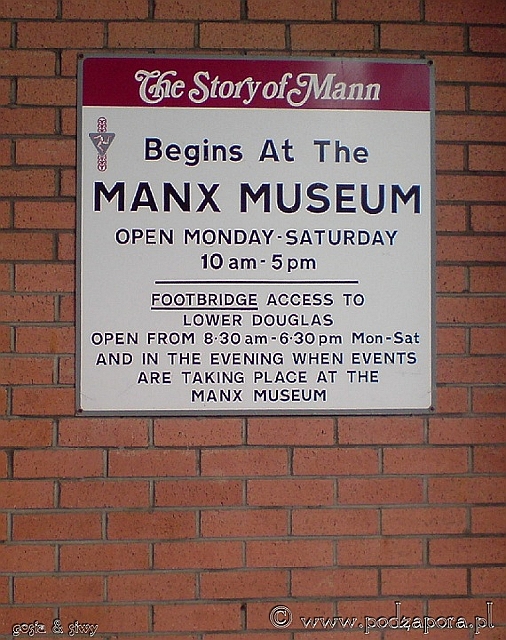 The Story of Mann
Begins At The
MANX MUSEUM
OPEN MONDAY-SATURDAY
10 am - 5 pm
FOOTBRIDGE ACCESS TO
LOWER DOUGLAS
OPEN FROM 8·30 am - 6·30 pm Mon-Sat
AND IN THE EVENING WHEN EVENTS
ARE TAKING PLACE AT THE
MANX MUSEUM
gosia & siwy
© www.podzapora.pl